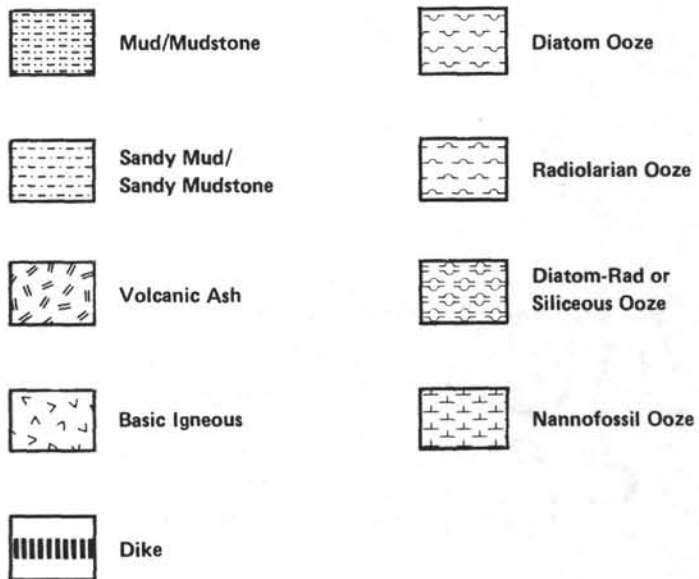 Mud/Mudstone
Sandy Mud/
Sandy Mudstone
Volcanic Ash
Basic Igneous
Dike
Diatom Ooze
Radiolarian Ooze
Diatom-Rad or
Siliceous Ooze
Nannofossil Ooze